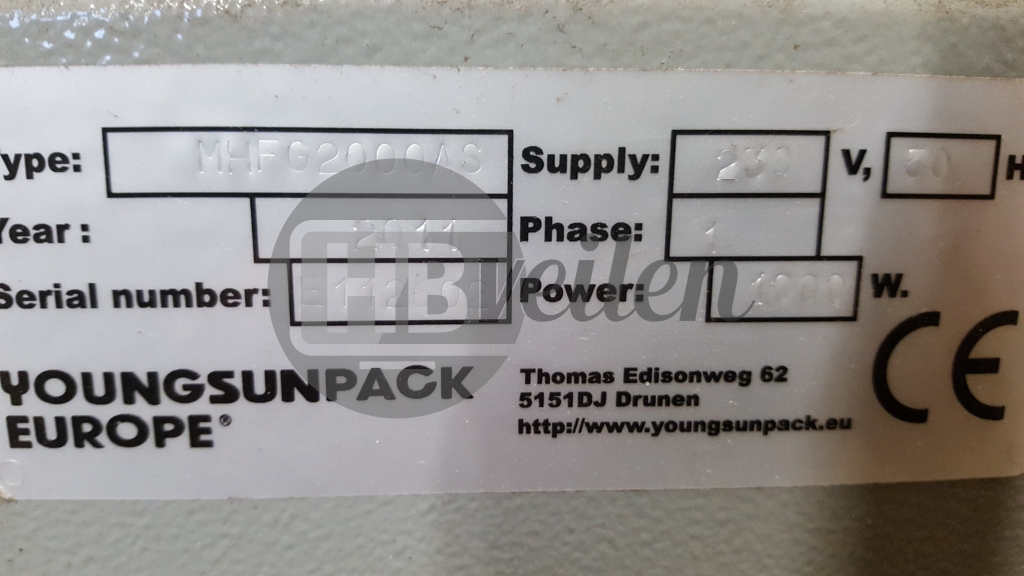 Type: MHFG2000AS Supply: 230 V, 50 H
Year: 2011 Phase: 1
Serial number: Power: 1000 W.
HBveilen
YOUNGSUNPACK
EUROPE®
Thomas Edisonweg 62
5151DJ Drunen
http://www.youngsunpack.eu
CE